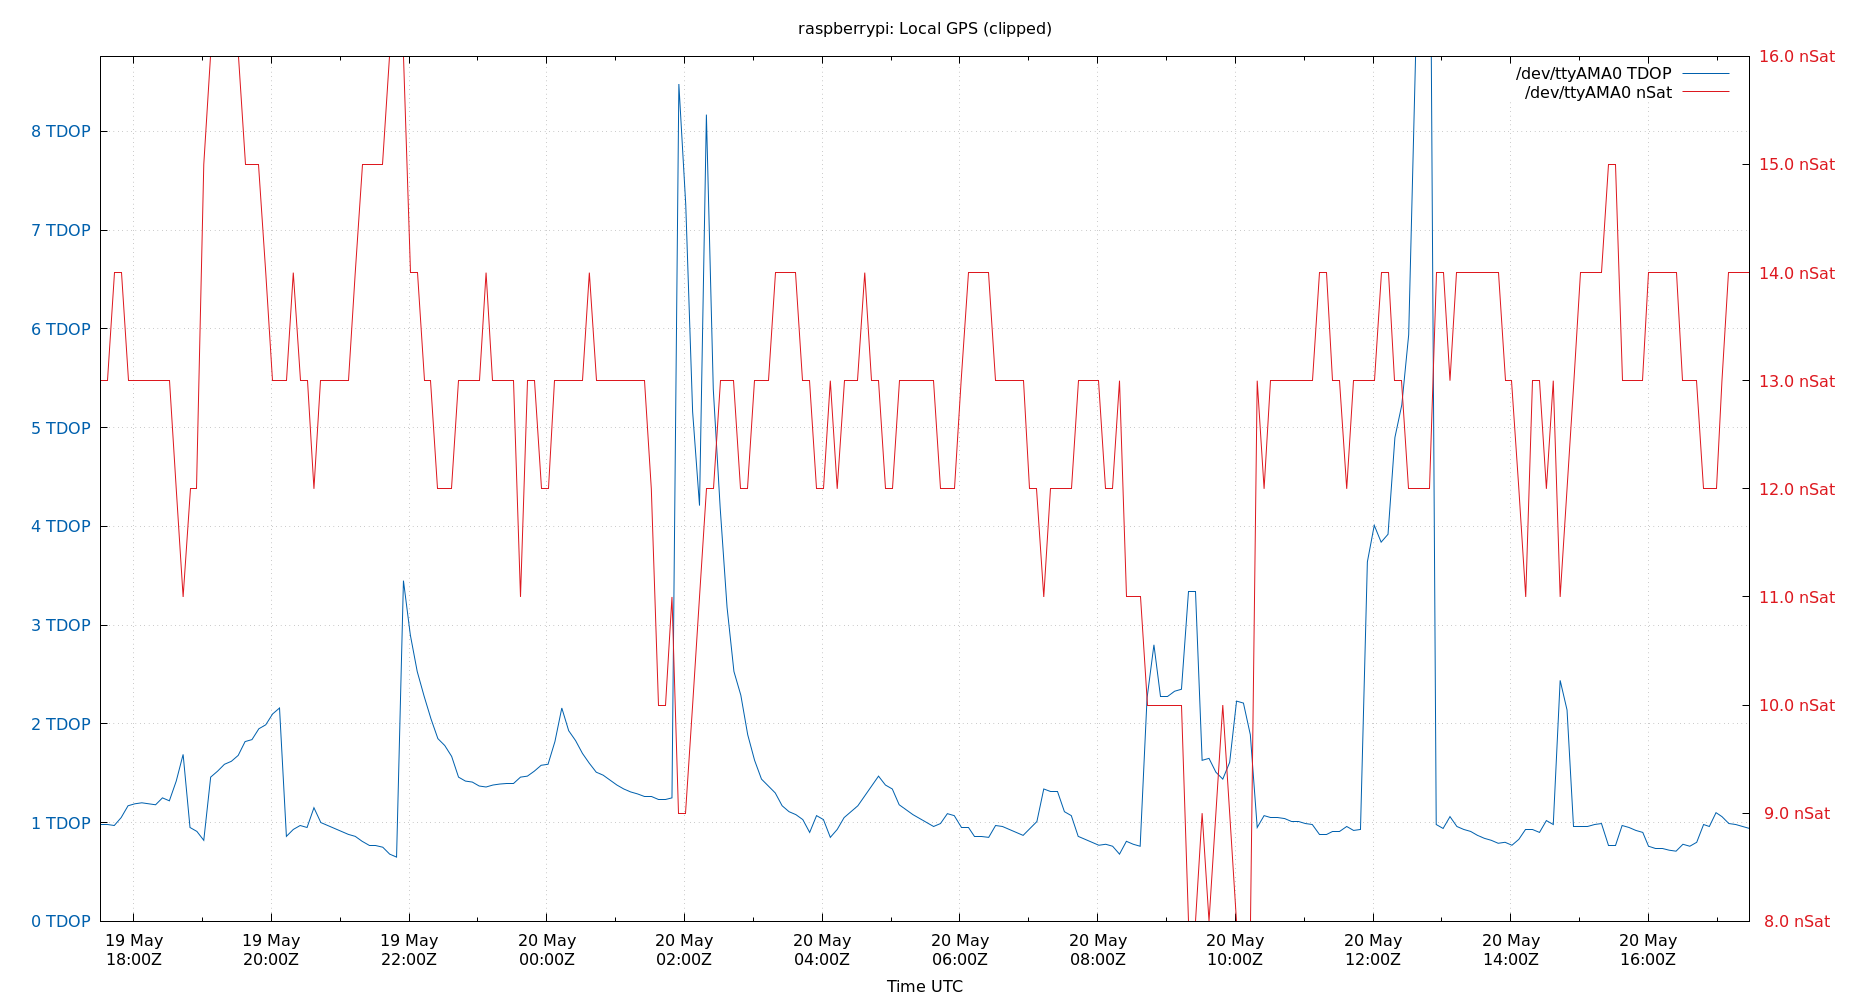 raspberrypi: Local GPS (clipped)
/dev/ttyAMA0 TDOP
/dev/ttyAMA0 nSat
8 TDOP
7 TDOP
6 TDOP
5 TDOP
4 TDOP
3 TDOP
2 TDOP
1 TDOP
0 TDOP
16.0 nSat
15.0 nSat
14.0 nSat
13.0 nSat
12.0 nSat
11.0 nSat
10.0 nSat
9.0 nSat
8.0 nSat
19 May
18:00Z
19 May
20:00Z
19 May
22:00Z
20 May
00:00Z
20 May
02:00Z
20 May
04:00Z
20 May
06:00Z
20 May
08:00Z
20 May
10:00Z
20 May
12:00Z
20 May
14:00Z
20 May
16:00Z
Time UTC